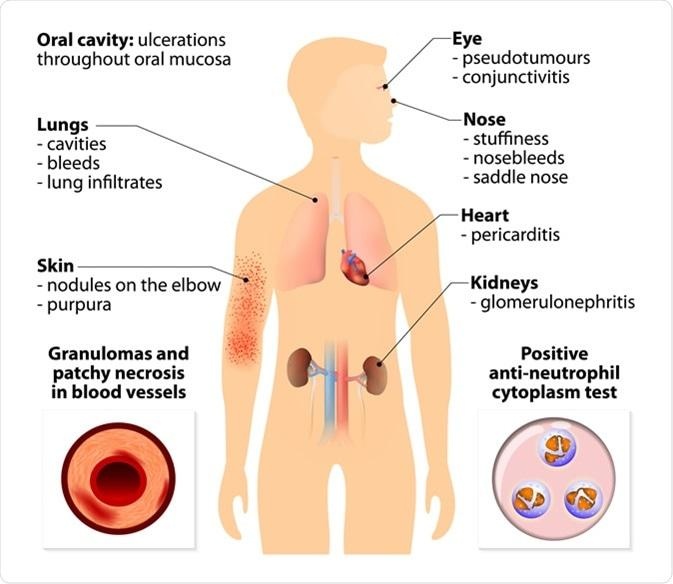 Oral cavity: ulcerations
throughout oral mucosa
Lungs
- cavities
- bleeds
- lung infiltrates
Skin
- nodules on the elbow
- purpura
Granulomas and
patchy necrosis
in blood vessels
Eye
- pseudotumours
- conjunctivitis
Nose
- stuffiness
- nosebleeds
- saddle nose
Heart
- pericarditis
Kidneys
- glomerulonephritis
Positive
anti-neutrophil
cytoplasm test